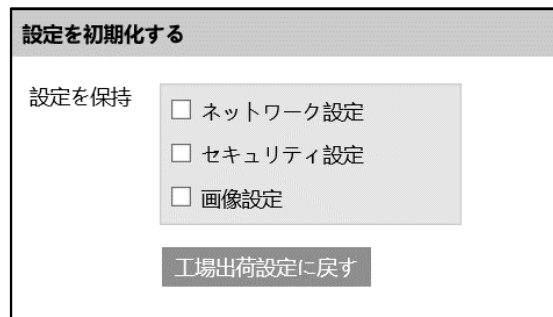 設定を初期化する
設定を保持
ネットワーク設定
セキュリティ設定
画像設定
工場出荷設定に戻す